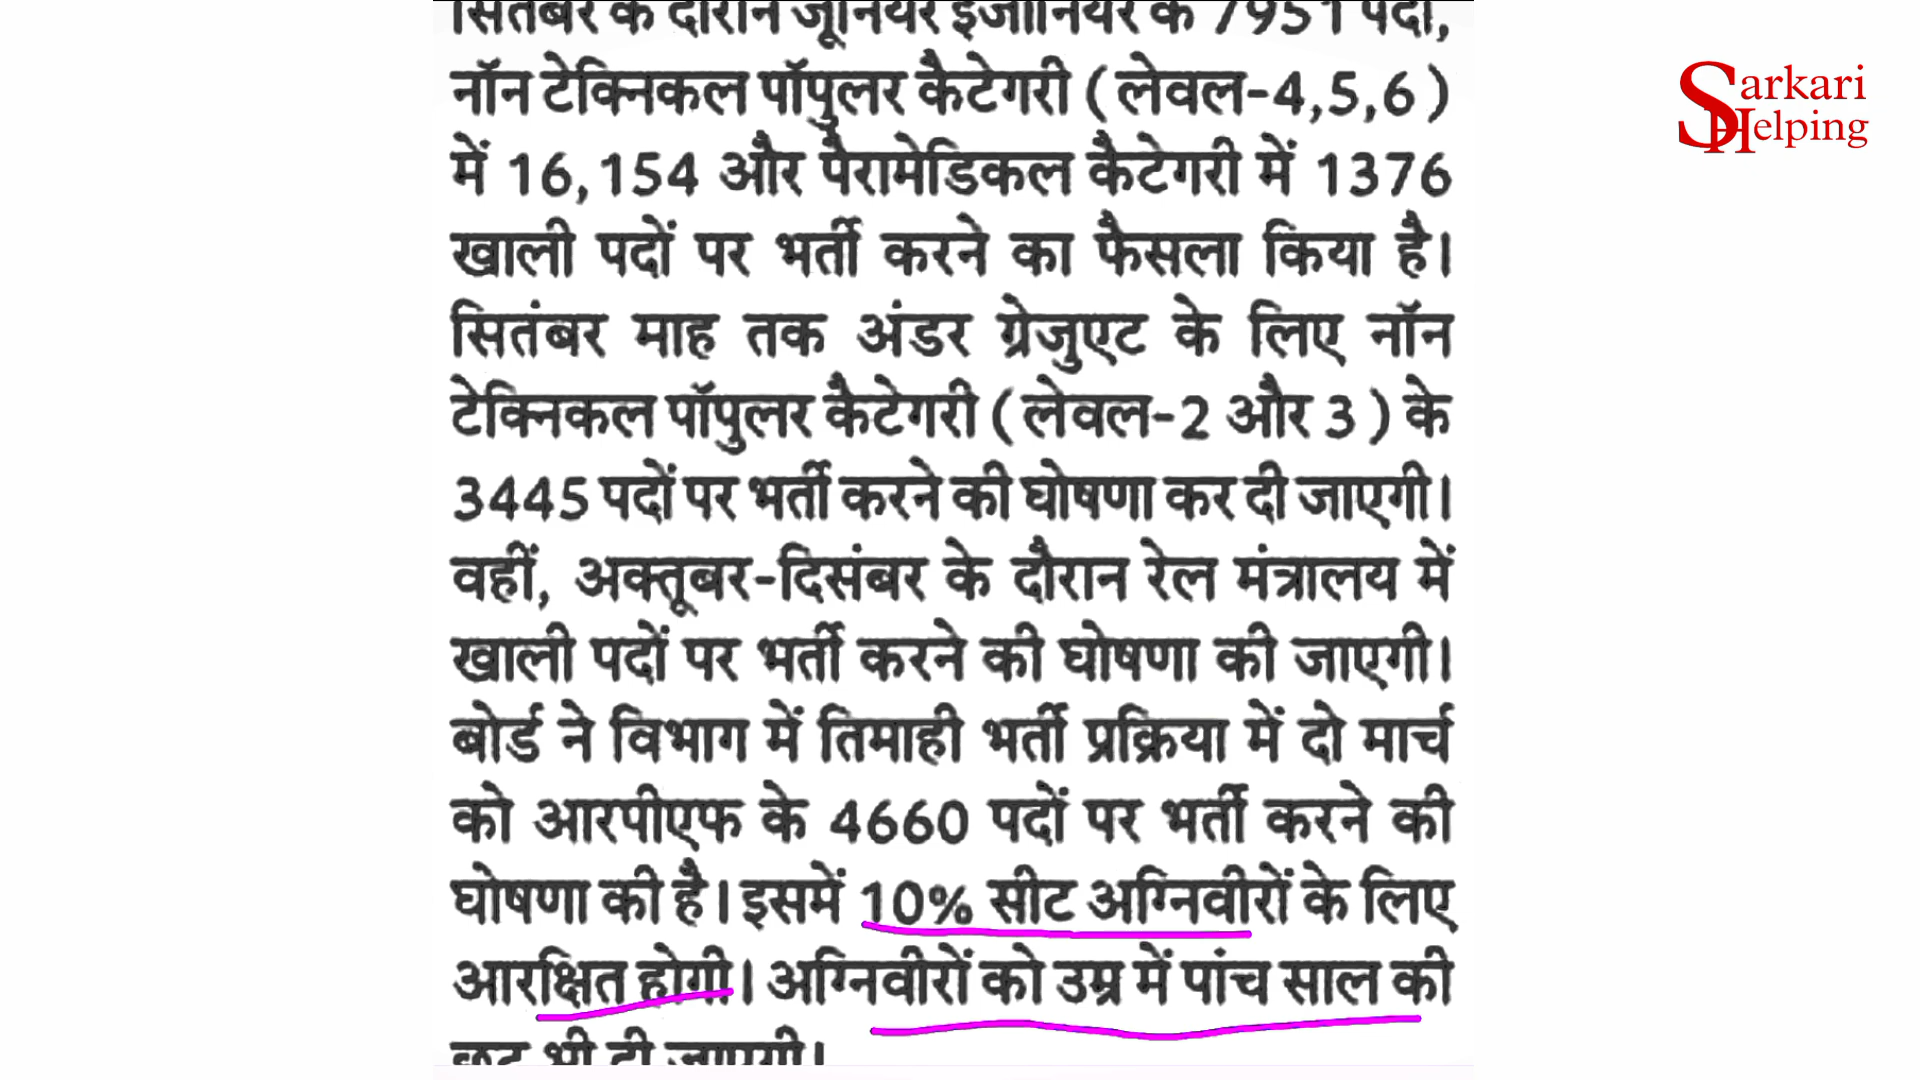 सितंबर के दौरान जूनियर इंजीनियर के 7951 पदों,
नॉन टेक्निकल पॉपुलर कैटेगरी (लेवल-4,5,6)
में 16,154 और पैरामेडिकल कैटेगरी में 1376
खाली पदों पर भर्ती करने का फैसला किया है।
सितंबर माह तक अंडर ग्रेजुएट के लिए नॉन
टेक्निकल पॉपुलर कैटेगरी (लेवल-2 और 3) के
3445 पदों पर भर्ती करने की घोषणा कर दी जाएगी।
वहीं, अक्तूबर-दिसंबर के दौरान रेल मंत्रालय में
खाली पदों पर भर्ती करने की घोषणा की जाएगी।
बोर्ड ने विभाग में तिमाही भर्ती प्रक्रिया में दो मार्च
को आरपीएफ के 4660 पदों पर भर्ती करने की
घोषणा की है। इसमें 10% सीट अग्निवीरों के लिए
आरक्षित होगी। अग्निवीरों को उम्र में पांच साल की
छूट भी दी जाएगी।
Sarkari
Helping